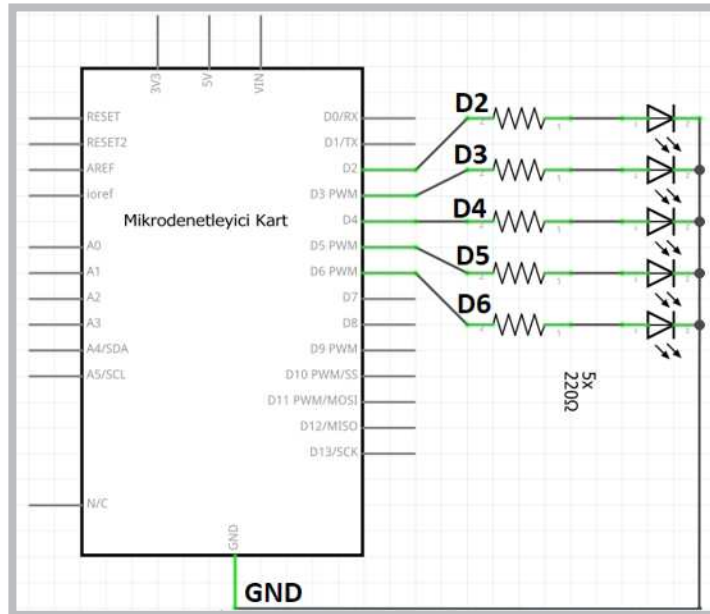 3V3
5V
VIN
RESET
RESET2
AREF
ioref
A0
A1
A2
A3
A4/SDA
A5/SCL
N/C
Mikrodenetleyici Kart
D0/RX
D1/TX
D2
D3 PWM
D4
D5 PWM
D6 PWM
D7
D8
D9 PWM
D10 PWM/SS
D11 PWM/MOSI
D12/MISO
D13/SCK
GND
D2
D3
D4
D5
D6
5x
220Ω
GND